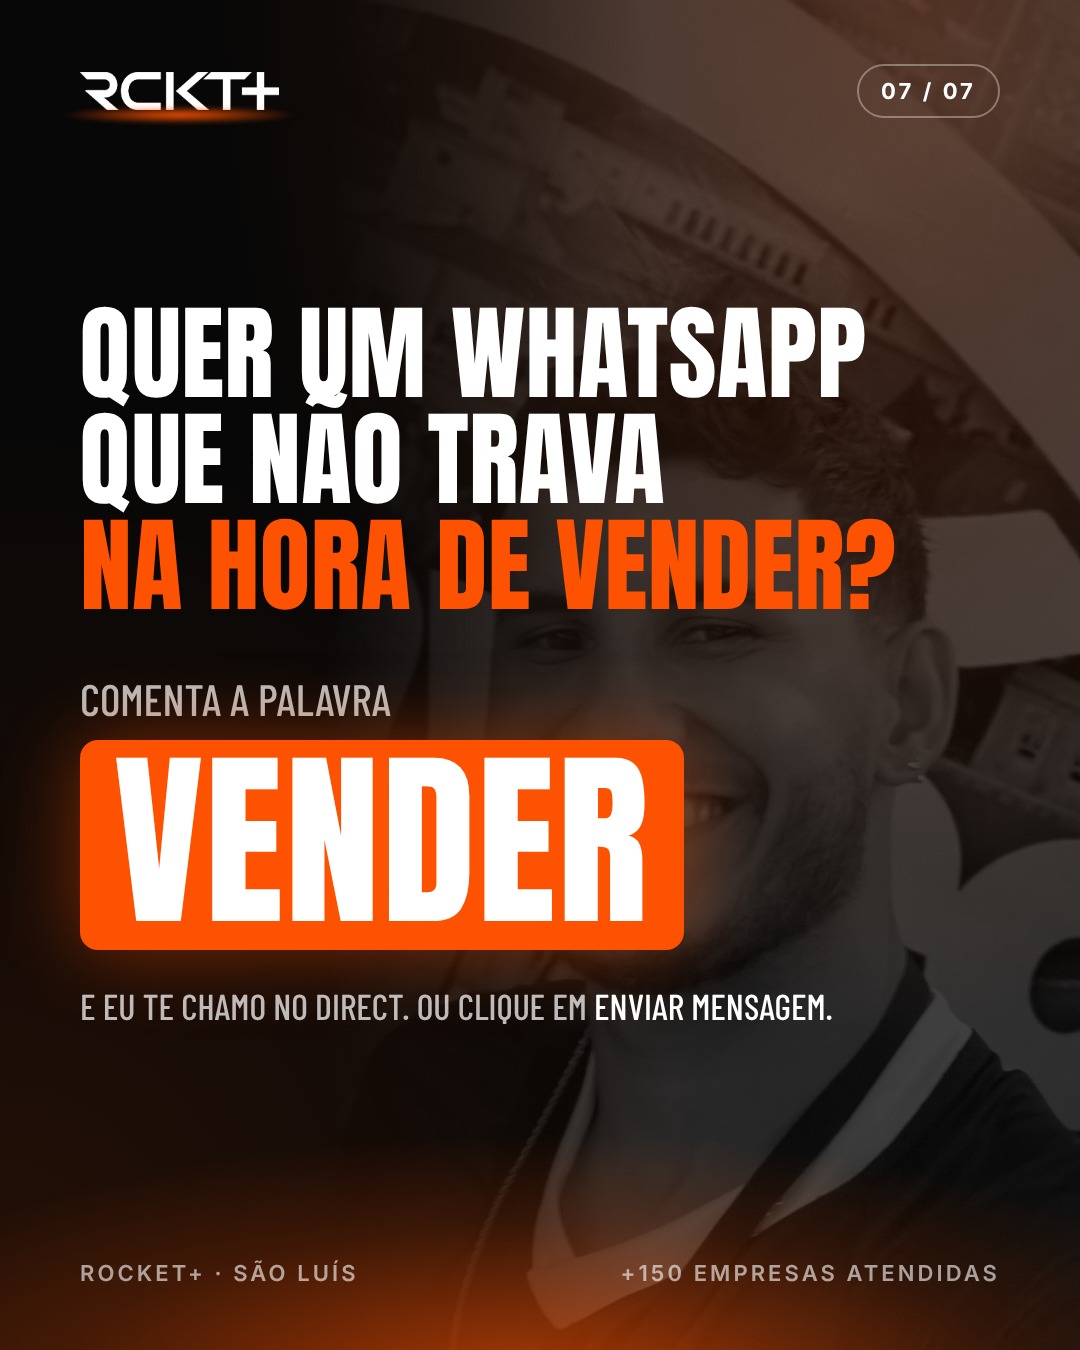 RCKT+
07 / 07
QUER UM WHATSAPP
QUE NÃO TRAVA
NA HORA DE VENDER?
COMENTA A PALAVRA
VENDER
E EU TE CHAMO NO DIRECT. OU CLIQUE EM ENVIAR MENSAGEM.
ROCKET+ · SÃO LUÍS
+150 EMPRESAS ATENDIDAS